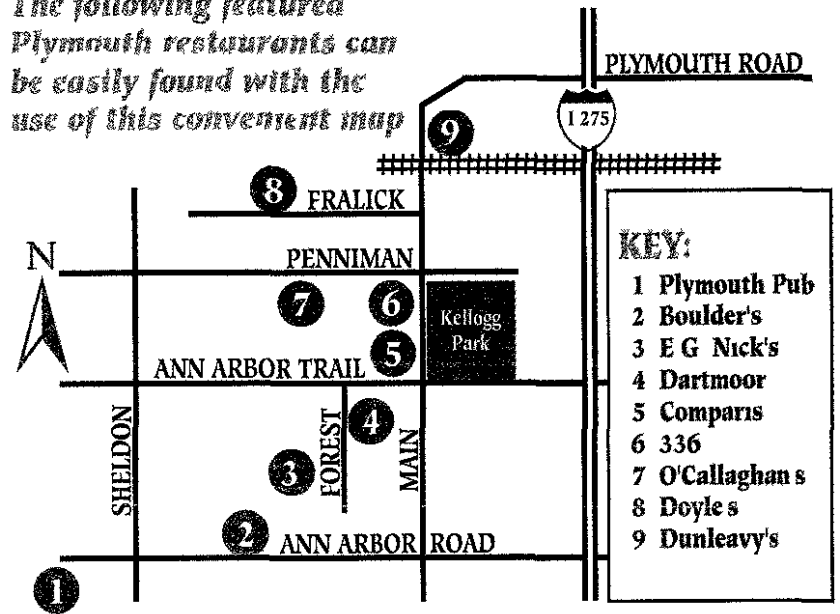 The following featured
Plymouth restaurants can
be easily found with the
use of this convenient map
PLYMOUTH ROAD
I 275
9
8 FRALICK
N
PENNIMAN
7
6
Kellogg
Park
5
ANN ARBOR TRAIL
SHELDON
FOREST
MAIN
4
3
2
ANN ARBOR ROAD
1
KEY:
1 Plymouth Pub
2 Boulder's
3 E G Nick's
4 Dartmoor
5 Comparis
6 336
7 O'Callaghan s
8 Doyle s
9 Dunleavy's